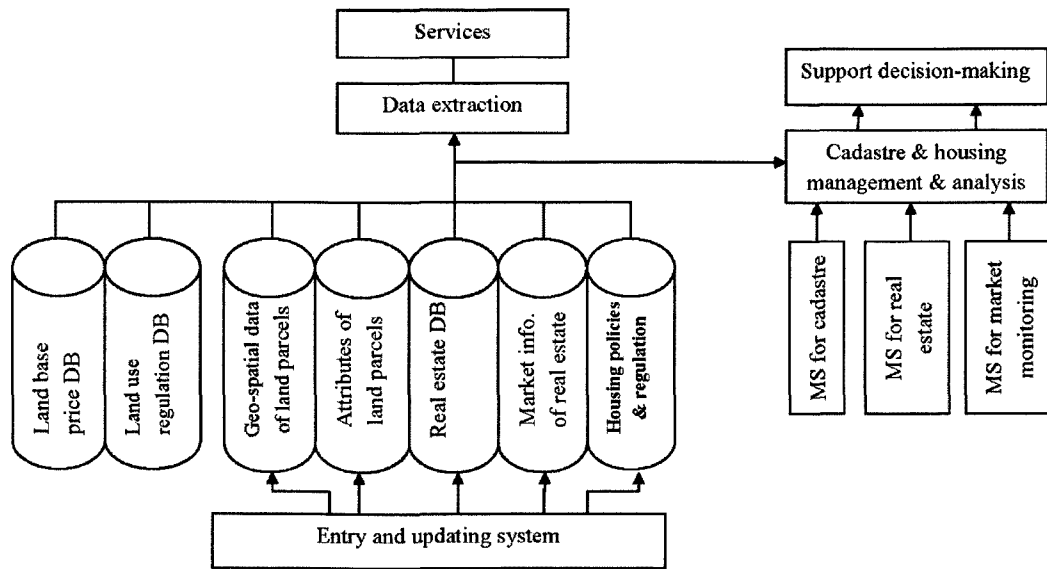 Services
Data extraction
Support decision-making
Cadastre & housing
management & analysis
Land base
price DB
Land use
regulation DB
Geo-spatial data
of land parcels
Attributes of
land parcels
Real estate DB
Market info.
of real estate
Housing policies
& regulation
MS for cadastre
MS for real
estate
MS for market
monitoring
Entry and updating system